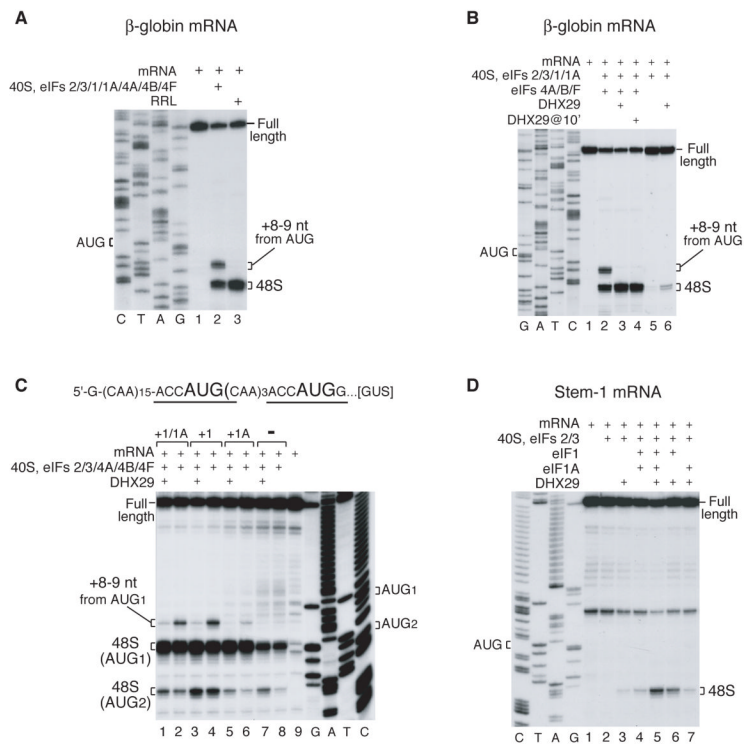 A
β-globin mRNA
mRNA + + +
40S, eIFs 2/3/1/1A/4A/4B/4F +
RRL +
Full
length
AUG
+8-9 nt
from AUG
48S
C T A G 1 2 3
B
β-globin mRNA
mRNA + + + + + +
40S, eIFs 2/3/1/1A + + + + +
eIFs 4A/B/F + + +
DHX29 + +
DHX29@10' +
Full
length
AUG
+8-9 nt
from AUG
48S
G A T C 1 2 3 4 5 6
C
5'-G-(CAA)15-ACCAUG(CAA)3ACCAUGG...[GUS]
+1/1A +1 +1A -
mRNA + + + + + + + + +
40S, eIFs 2/3/4A/4B/4F + + + + + + + +
DHX29 + + + +
Full
length
+8-9 nt
from AUG1
AUG1
AUG2
48S
(AUG1)
48S
(AUG2)
1 2 3 4 5 6 7 8 9 G A T C
D
Stem-1 mRNA
mRNA + + + + + + +
40S, eIFs 2/3 + + + + + +
eIF1 + + +
eIF1A + + +
DHX29 + + + +
Full
length
AUG
48S
C T A G 1 2 3 4 5 6 7